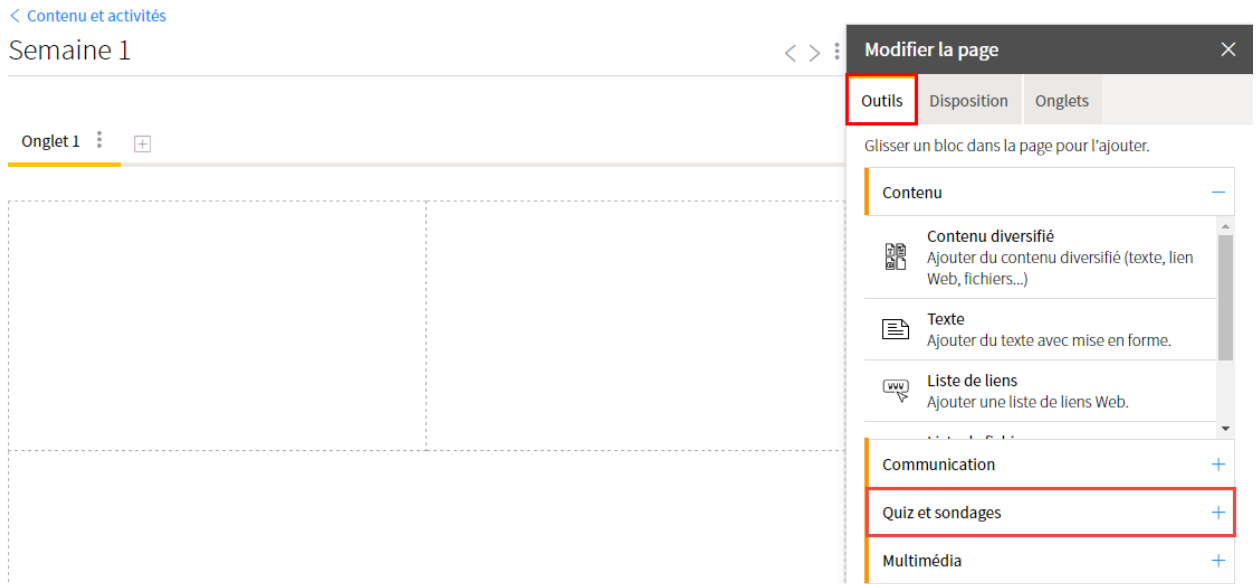 Contenu et activités
Semaine 1
Onglet 1
Modifier la page
Outils
Disposition
Onglets
Glisser un bloc dans la page pour l'ajouter.
Contenu
Contenu diversifié
Ajouter du contenu diversifié (texte, lien
Web, fichiers...)
Texte
Ajouter du texte avec mise en forme.
www
Liste de liens
Ajouter une liste de liens Web.
Communication
Quiz et sondages
Multimédia